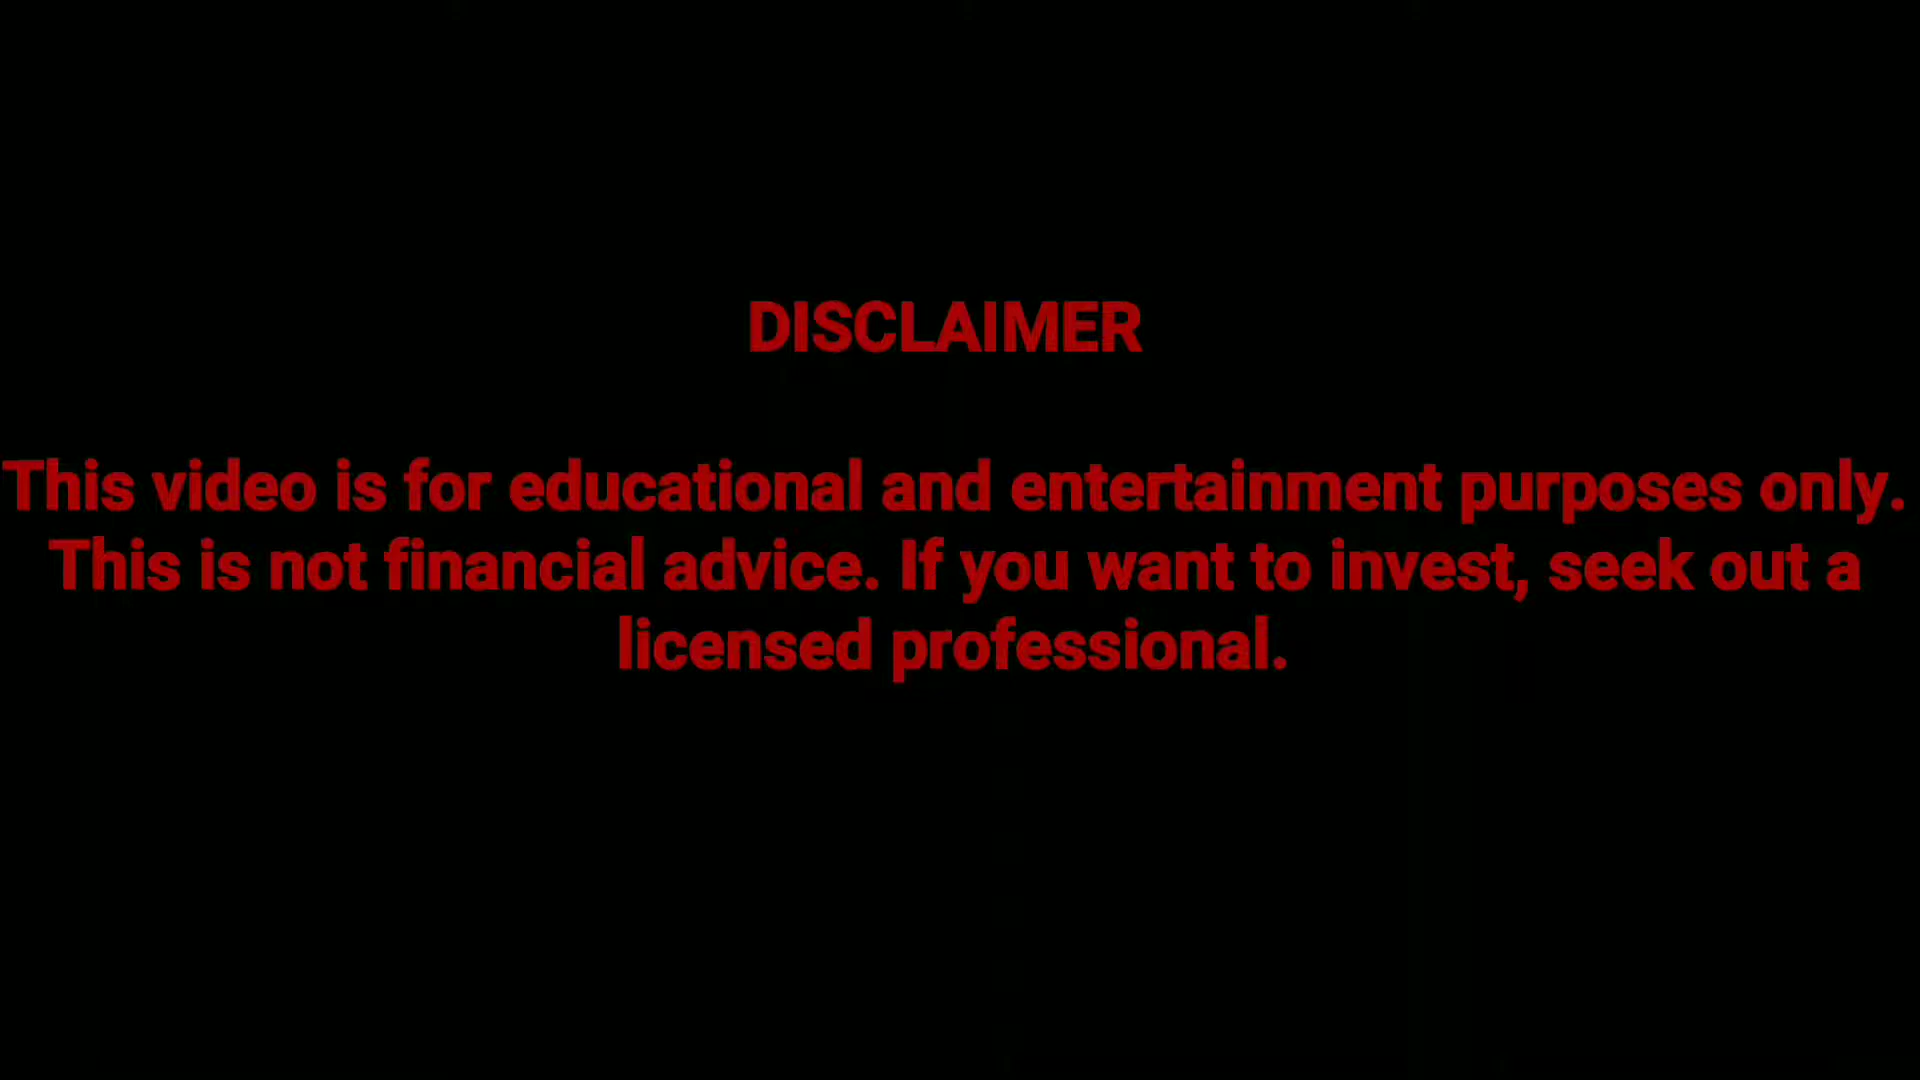 DISCLAIMER
This video is for educational and entertainment purposes only.
This is not financial advice. If you want to invest, seek out a
licensed professional.